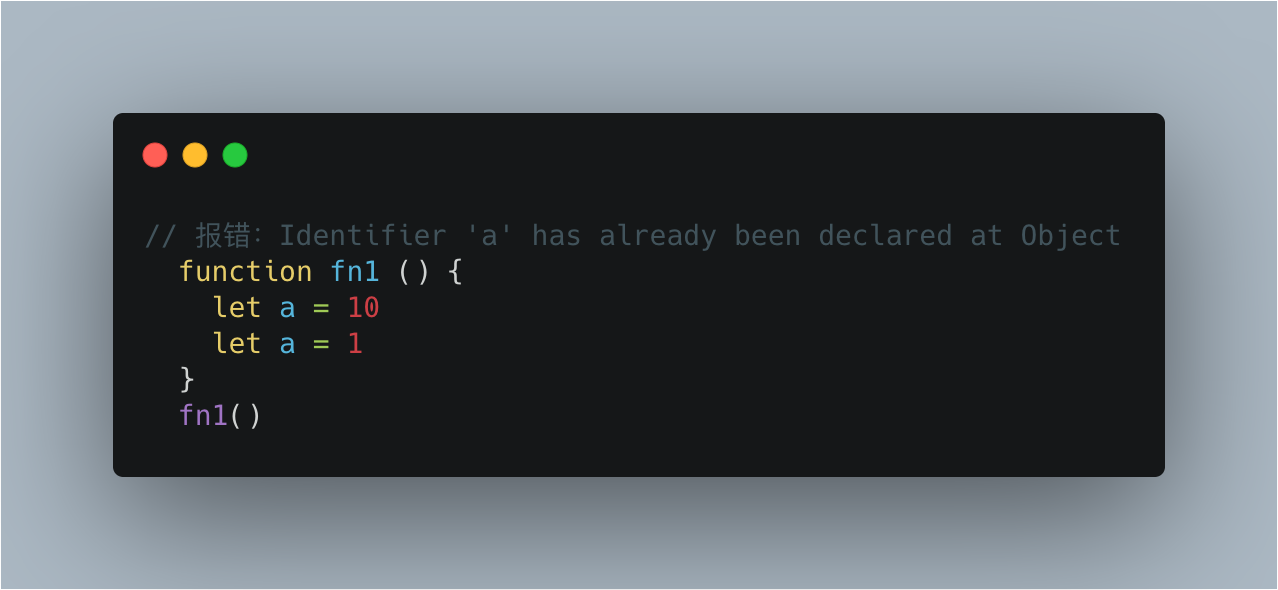 // 报错：Identifier 'a' has already been declared at Object
function fn1 () {
let a = 10
let a = 1
}
fn1()